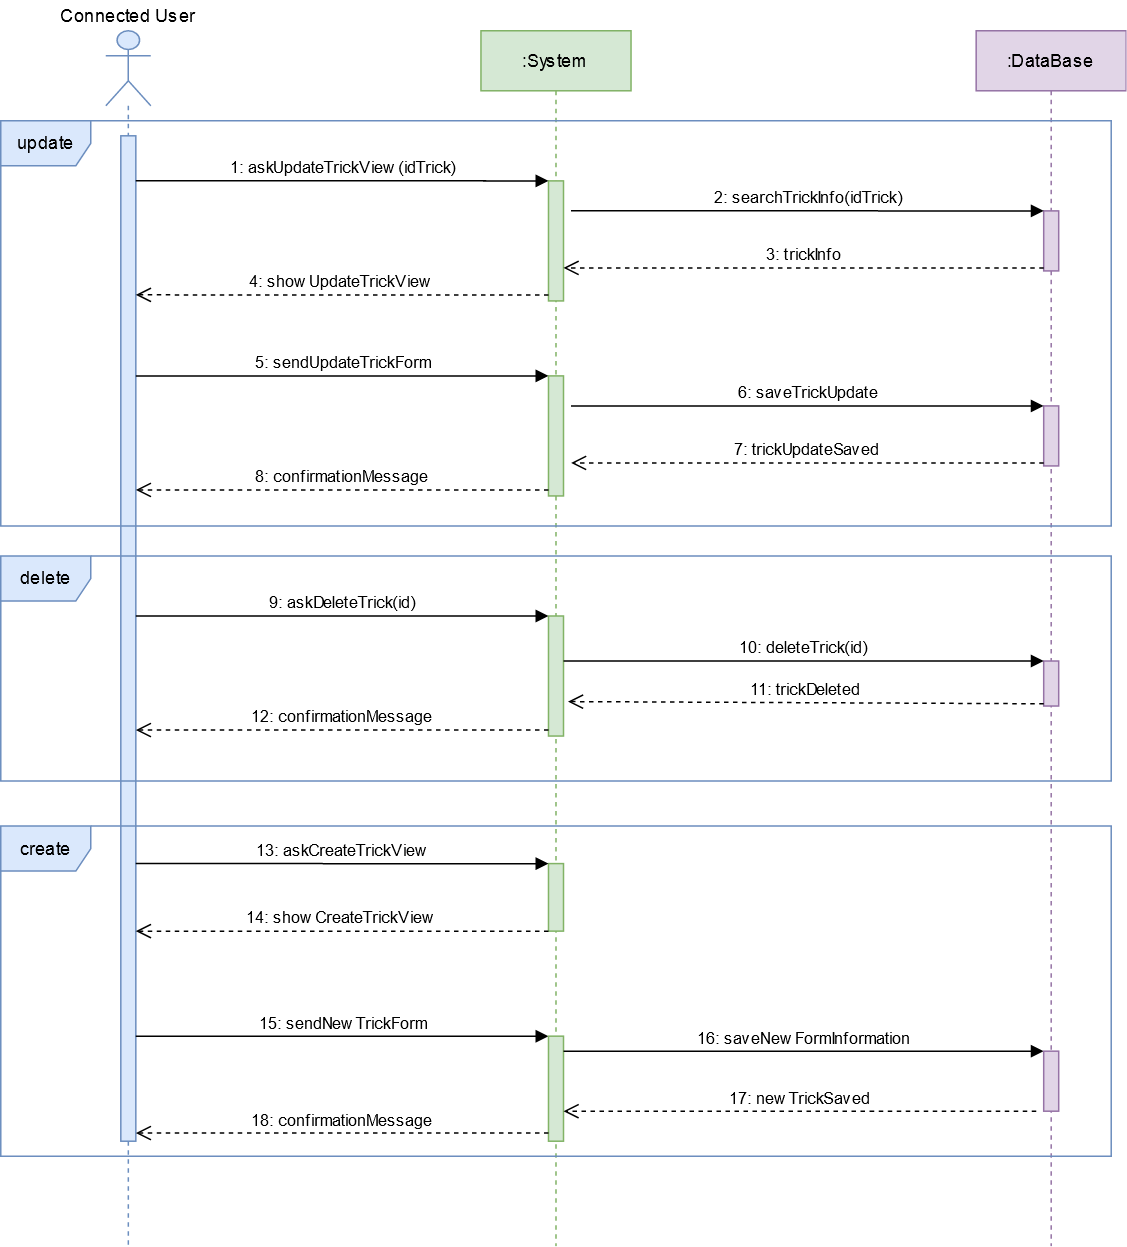 Connected User
:System
:DataBase
update
1: askUpdateTrickView (idTrick)
2: searchTrickInfo(idTrick)
3: trickInfo
4: show UpdateTrickView
5: sendUpdateTrickForm
6: saveTrickUpdate
7: trickUpdateSaved
8: confirmationMessage
delete
9: askDeleteTrick(id)
10: deleteTrick(id)
11: trickDeleted
12: confirmationMessage
create
13: askCreateTrickView
14: show CreateTrickView
15: sendNew TrickForm
16: saveNew FormInformation
17: new TrickSaved
18: confirmationMessage